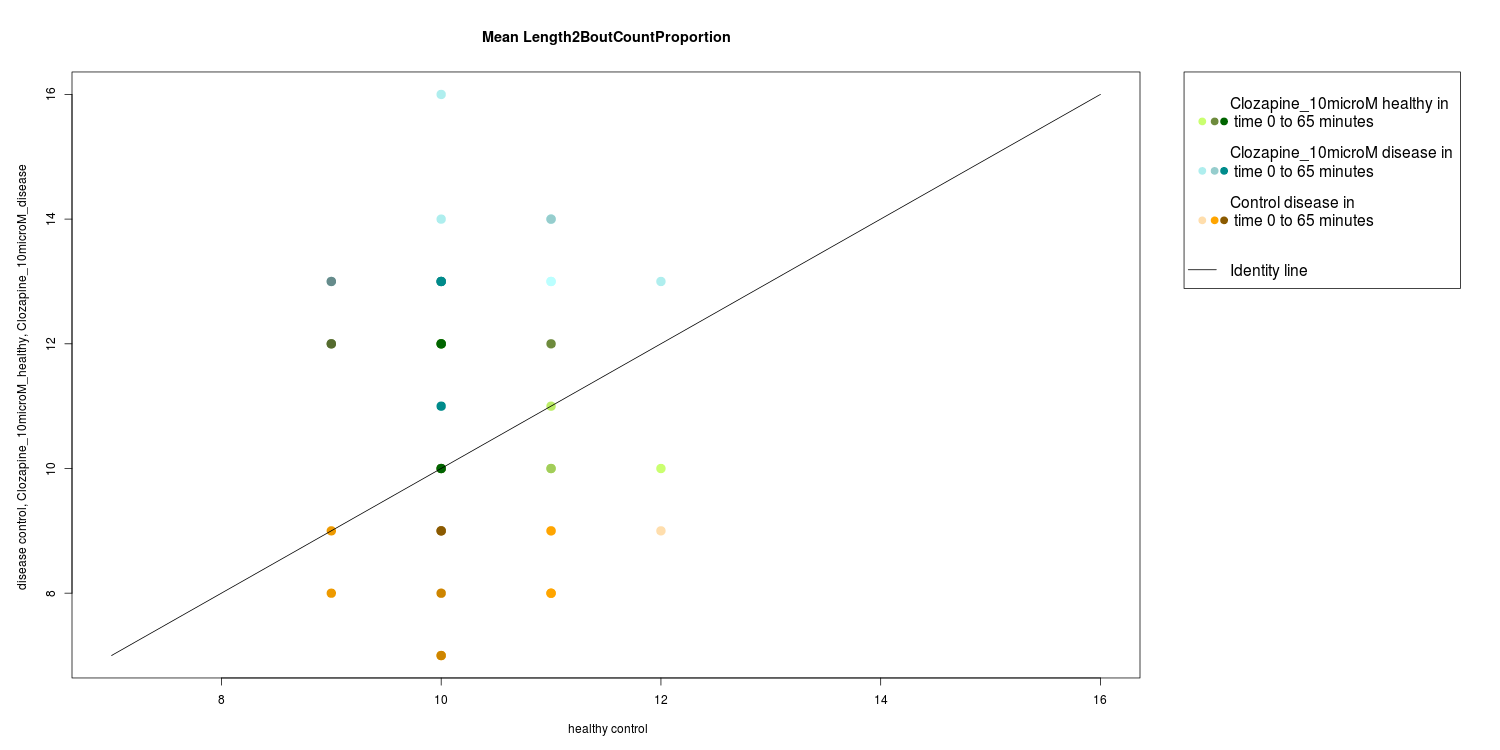 Mean Length2BoutCountProportion
disease control, Clozapine_10microM_healthy, Clozapine_10microM_disease
16
14
12
10
8
8
10
12
14
16
healthy control
Clozapine_10microM healthy in
time 0 to 65 minutes
Clozapine_10microM disease in
time 0 to 65 minutes
Control disease in
time 0 to 65 minutes
Identity line